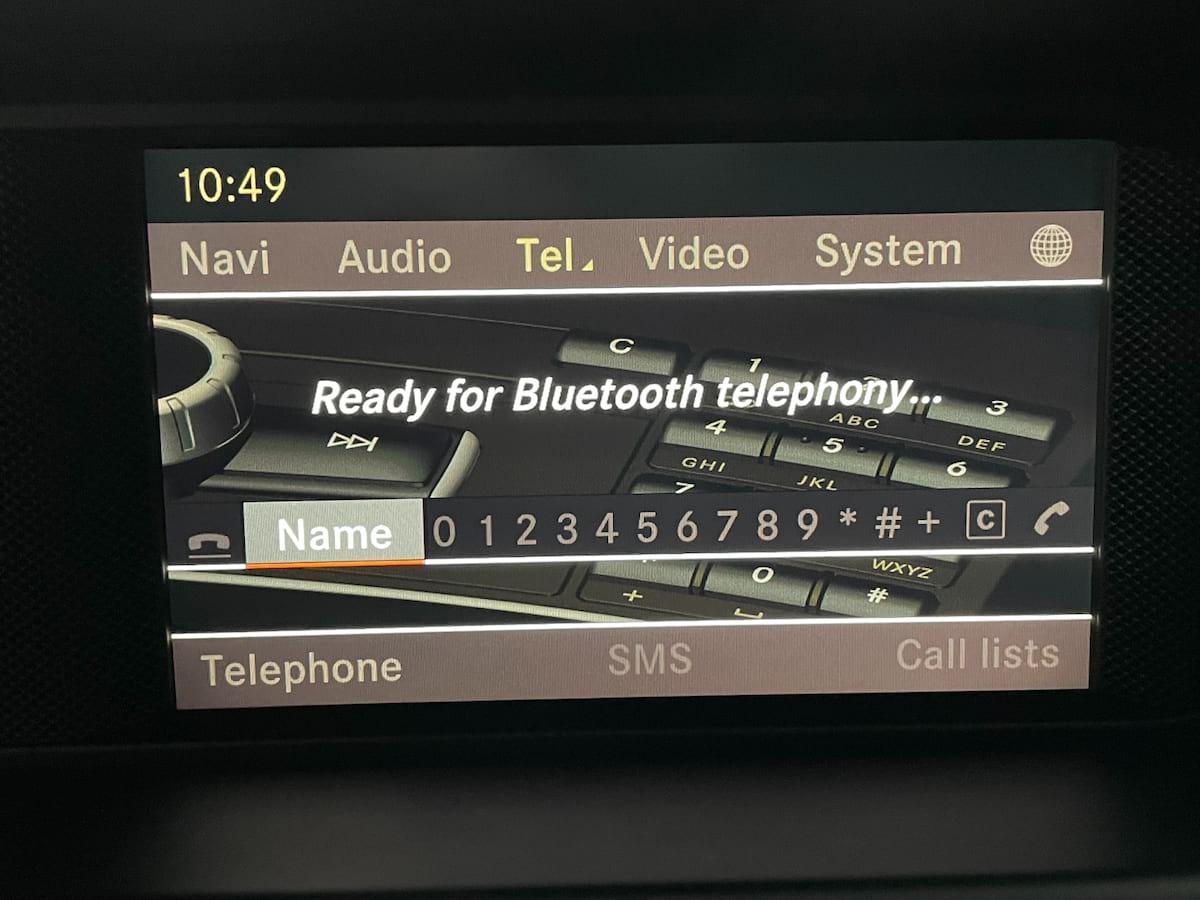 10:49
Navi Audio Tel Video System
C
1
Ready for Bluetooth telephony...
3
ABC
DEF
4 5 6
GHI JKL
7
Name 0 1 2 3 4 5 6 7 8 9 * # + C
WXYZ
0
+ #
Telephone SMS Call lists